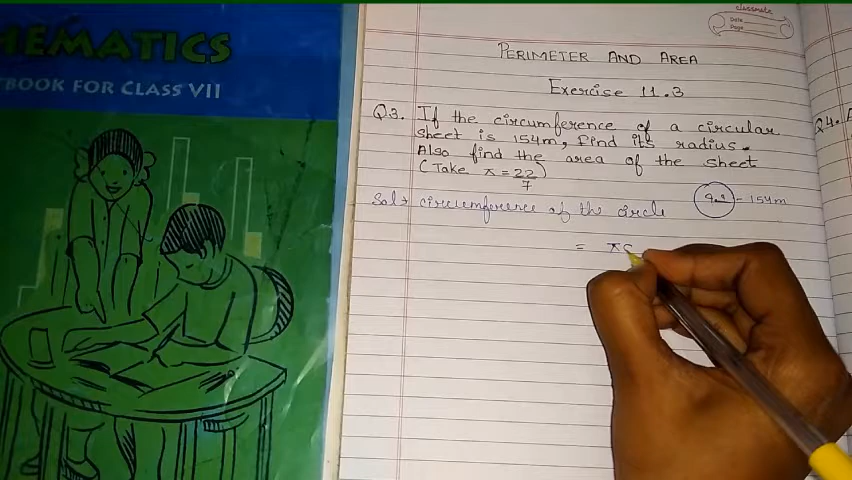 HEMATICS
TBOOK FOR CLASS VII
classmate
Date
Page
PERIMETER AND AREA
Exercise 11.3
Q3. If the circumference of a circular
sheet is 154m, find its radius.
Also find the area of the sheet
(Take π = 22/7)
Sol→ circumference of the circle
= 154m
= π
Q4.